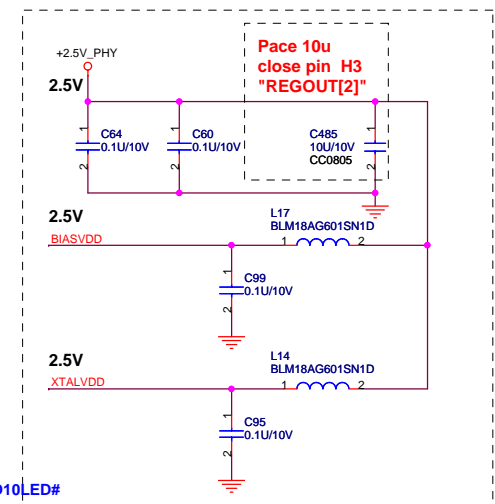 +2.5V_PHY
2.5V
Pace 10u
close pin H3
"REGOUT[2]"
1
C64
0.1U/10V
2
1
C60
0.1U/10V
2
1
C485
10U/10V
CC0805
2
2.5V
BIASVDD
L17
BLM18AG601SN1D
1 2
1
C99
0.1U/10V
2
2.5V
XTALVDD
L14
BLM18AG601SN1D
1 2
1
C95
0.1U/10V
2
10LED#